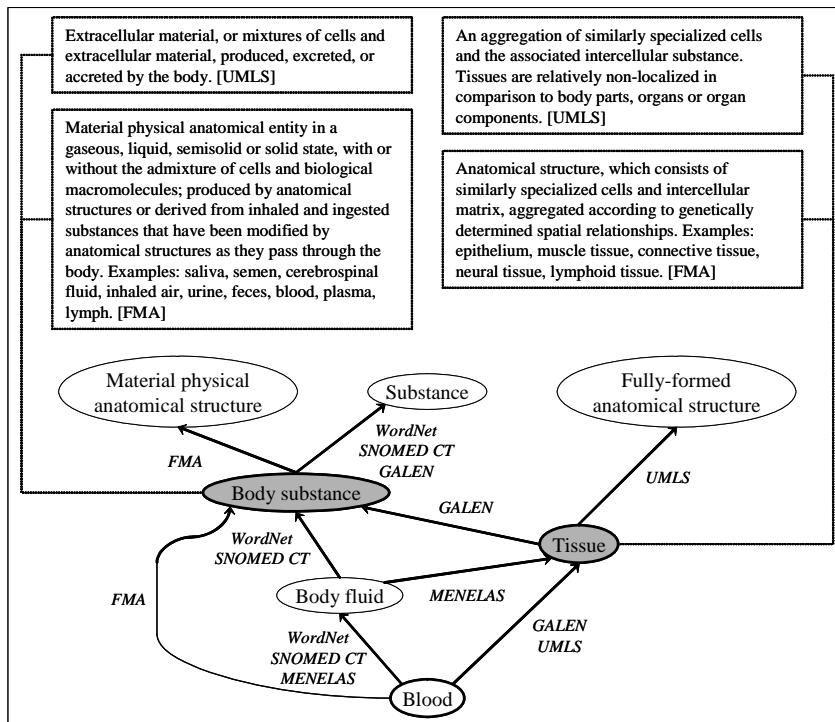 Extracellular material, or mixtures of cells and
extracellular material, produced, excreted, or
accreted by the body. [UMLS]
Material physical anatomical entity in a
gaseous, liquid, semisolid or solid state, with or
without the admixture of cells and biological
macromolecules; produced by anatomical
structures or derived from inhaled and ingested
substances that have been modified by
anatomical structures as they pass through the
body. Examples: saliva, semen, cerebrospinal
fluid, inhaled air, urine, feces, blood, plasma,
lymph. [FMA]
An aggregation of similarly specialized cells
and the associated intercellular substance.
Tissues are relatively non-localized in
comparison to body parts, organs or organ
components. [UMLS]
Anatomical structure, which consists of
similarly specialized cells and intercellular
matrix, aggregated according to genetically
determined spatial relationships. Examples:
epithelium, muscle tissue, connective tissue,
neural tissue, lymphoid tissue. [FMA]
Material physical
anatomical structure
Substance
Fully-formed
anatomical structure
FMA
WordNet
SNOMED CT
GALEN
UMLS
Body substance
GALEN
Tissue
WordNet
SNOMED CT
Body fluid
MENELAS
FMA
WordNet
SNOMED CT
MENELAS
GALEN
UMLS
Blood